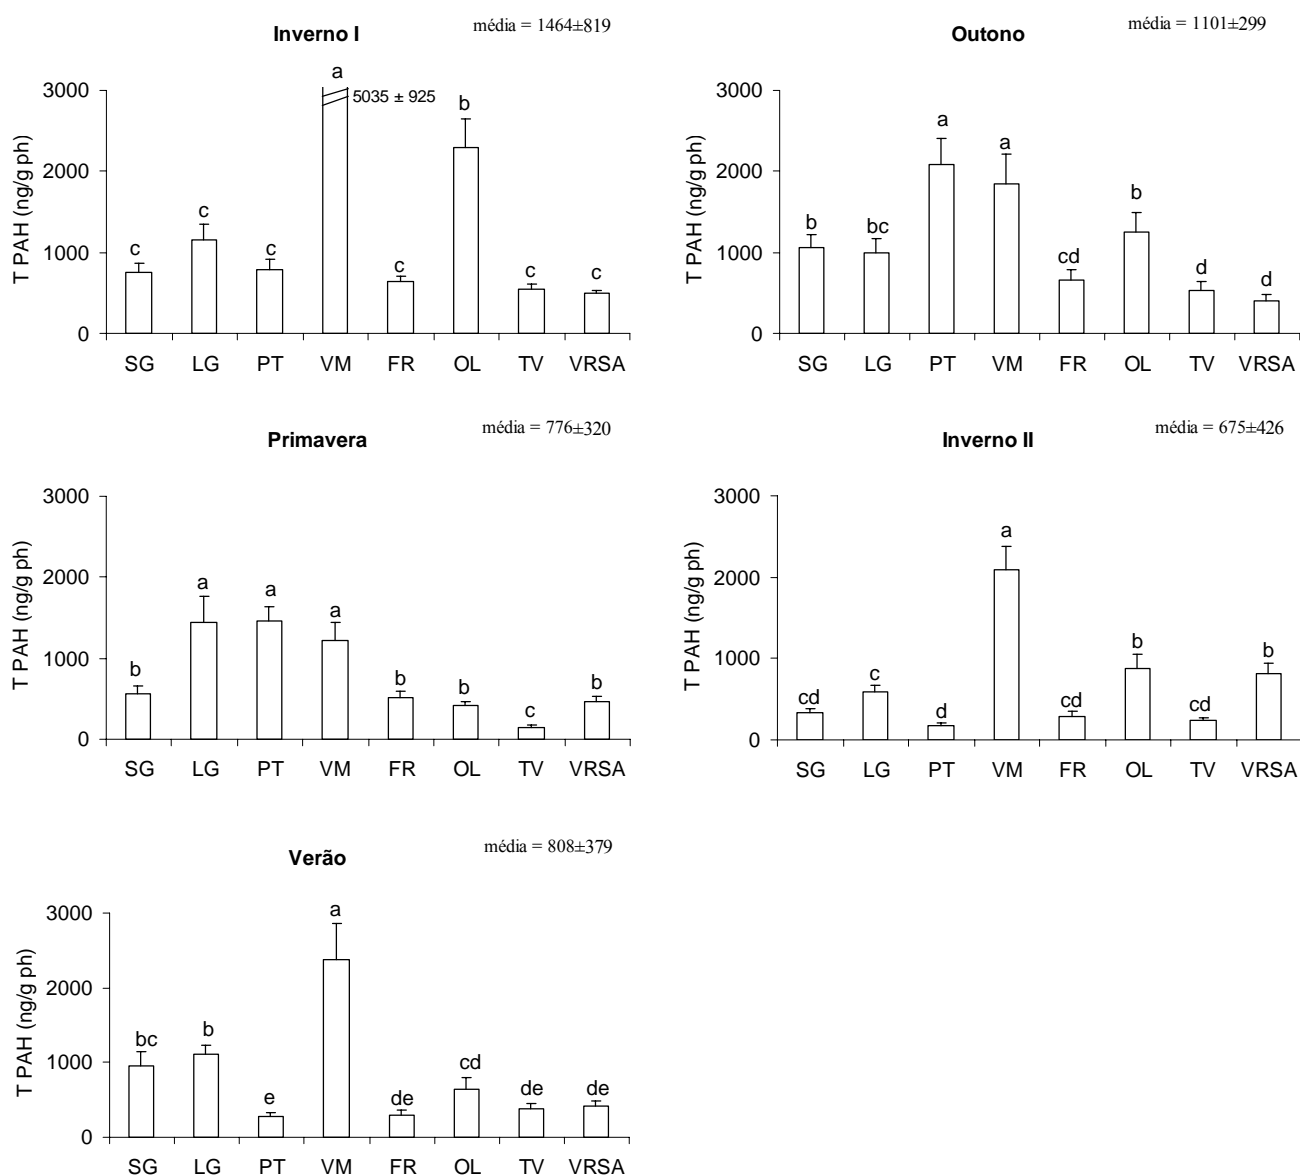 Inverno I
média = 1464±819
T PAH (ng/g ph)
3000
2000
1000
0
c c c a 5035 ± 925 c b c c
SG LG PT VM FR OL TV VRSA
Outono
média = 1101±299
T PAH (ng/g ph)
3000
2000
1000
0
b bc a a cd b d d
SG LG PT VM FR OL TV VRSA
Primavera
média = 776±320
T PAH (ng/g ph)
3000
2000
1000
0
b a a a b b c b
SG LG PT VM FR OL TV VRSA
Inverno II
média = 675±426
T PAH (ng/g ph)
3000
2000
1000
0
cd c d a cd b cd b
SG LG PT VM FR OL TV VRSA
Verão
média = 808±379
T PAH (ng/g ph)
3000
2000
1000
0
bc b e a de cd de de
SG LG PT VM FR OL TV VRSA